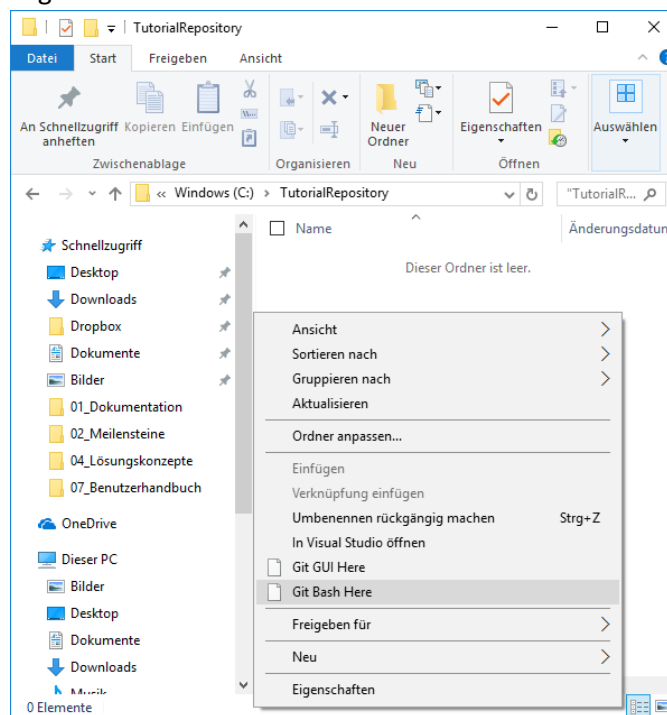 TutorialRepository
Datei Start Freigeben Ansicht
An Schnellzugriff anheften
Kopieren
Einfügen
Neuer Ordner
Eigenschaften
Auswählen
Zwischenablage Organisieren Neu Öffnen
« Windows (C:) › TutorialRepository
"TutorialR...
Name Änderungsdatun
Dieser Ordner ist leer.
Schnellzugriff
Desktop
Downloads
Dropbox
Dokumente
Bilder
01_Dokumentation
02_Meilensteine
04_Lösungskonzepte
07_Benutzerhandbuch
OneDrive
Dieser PC
Bilder
Desktop
Dokumente
Downloads
Musik
0 Elemente
Ansicht
Sortieren nach
Gruppieren nach
Aktualisieren
Ordner anpassen...
Einfügen
Verknüpfung einfügen
Umbenennen rückgängig machen Strg+Z
In Visual Studio öffnen
Git GUI Here
Git Bash Here
Freigeben für
Neu
Eigenschaften